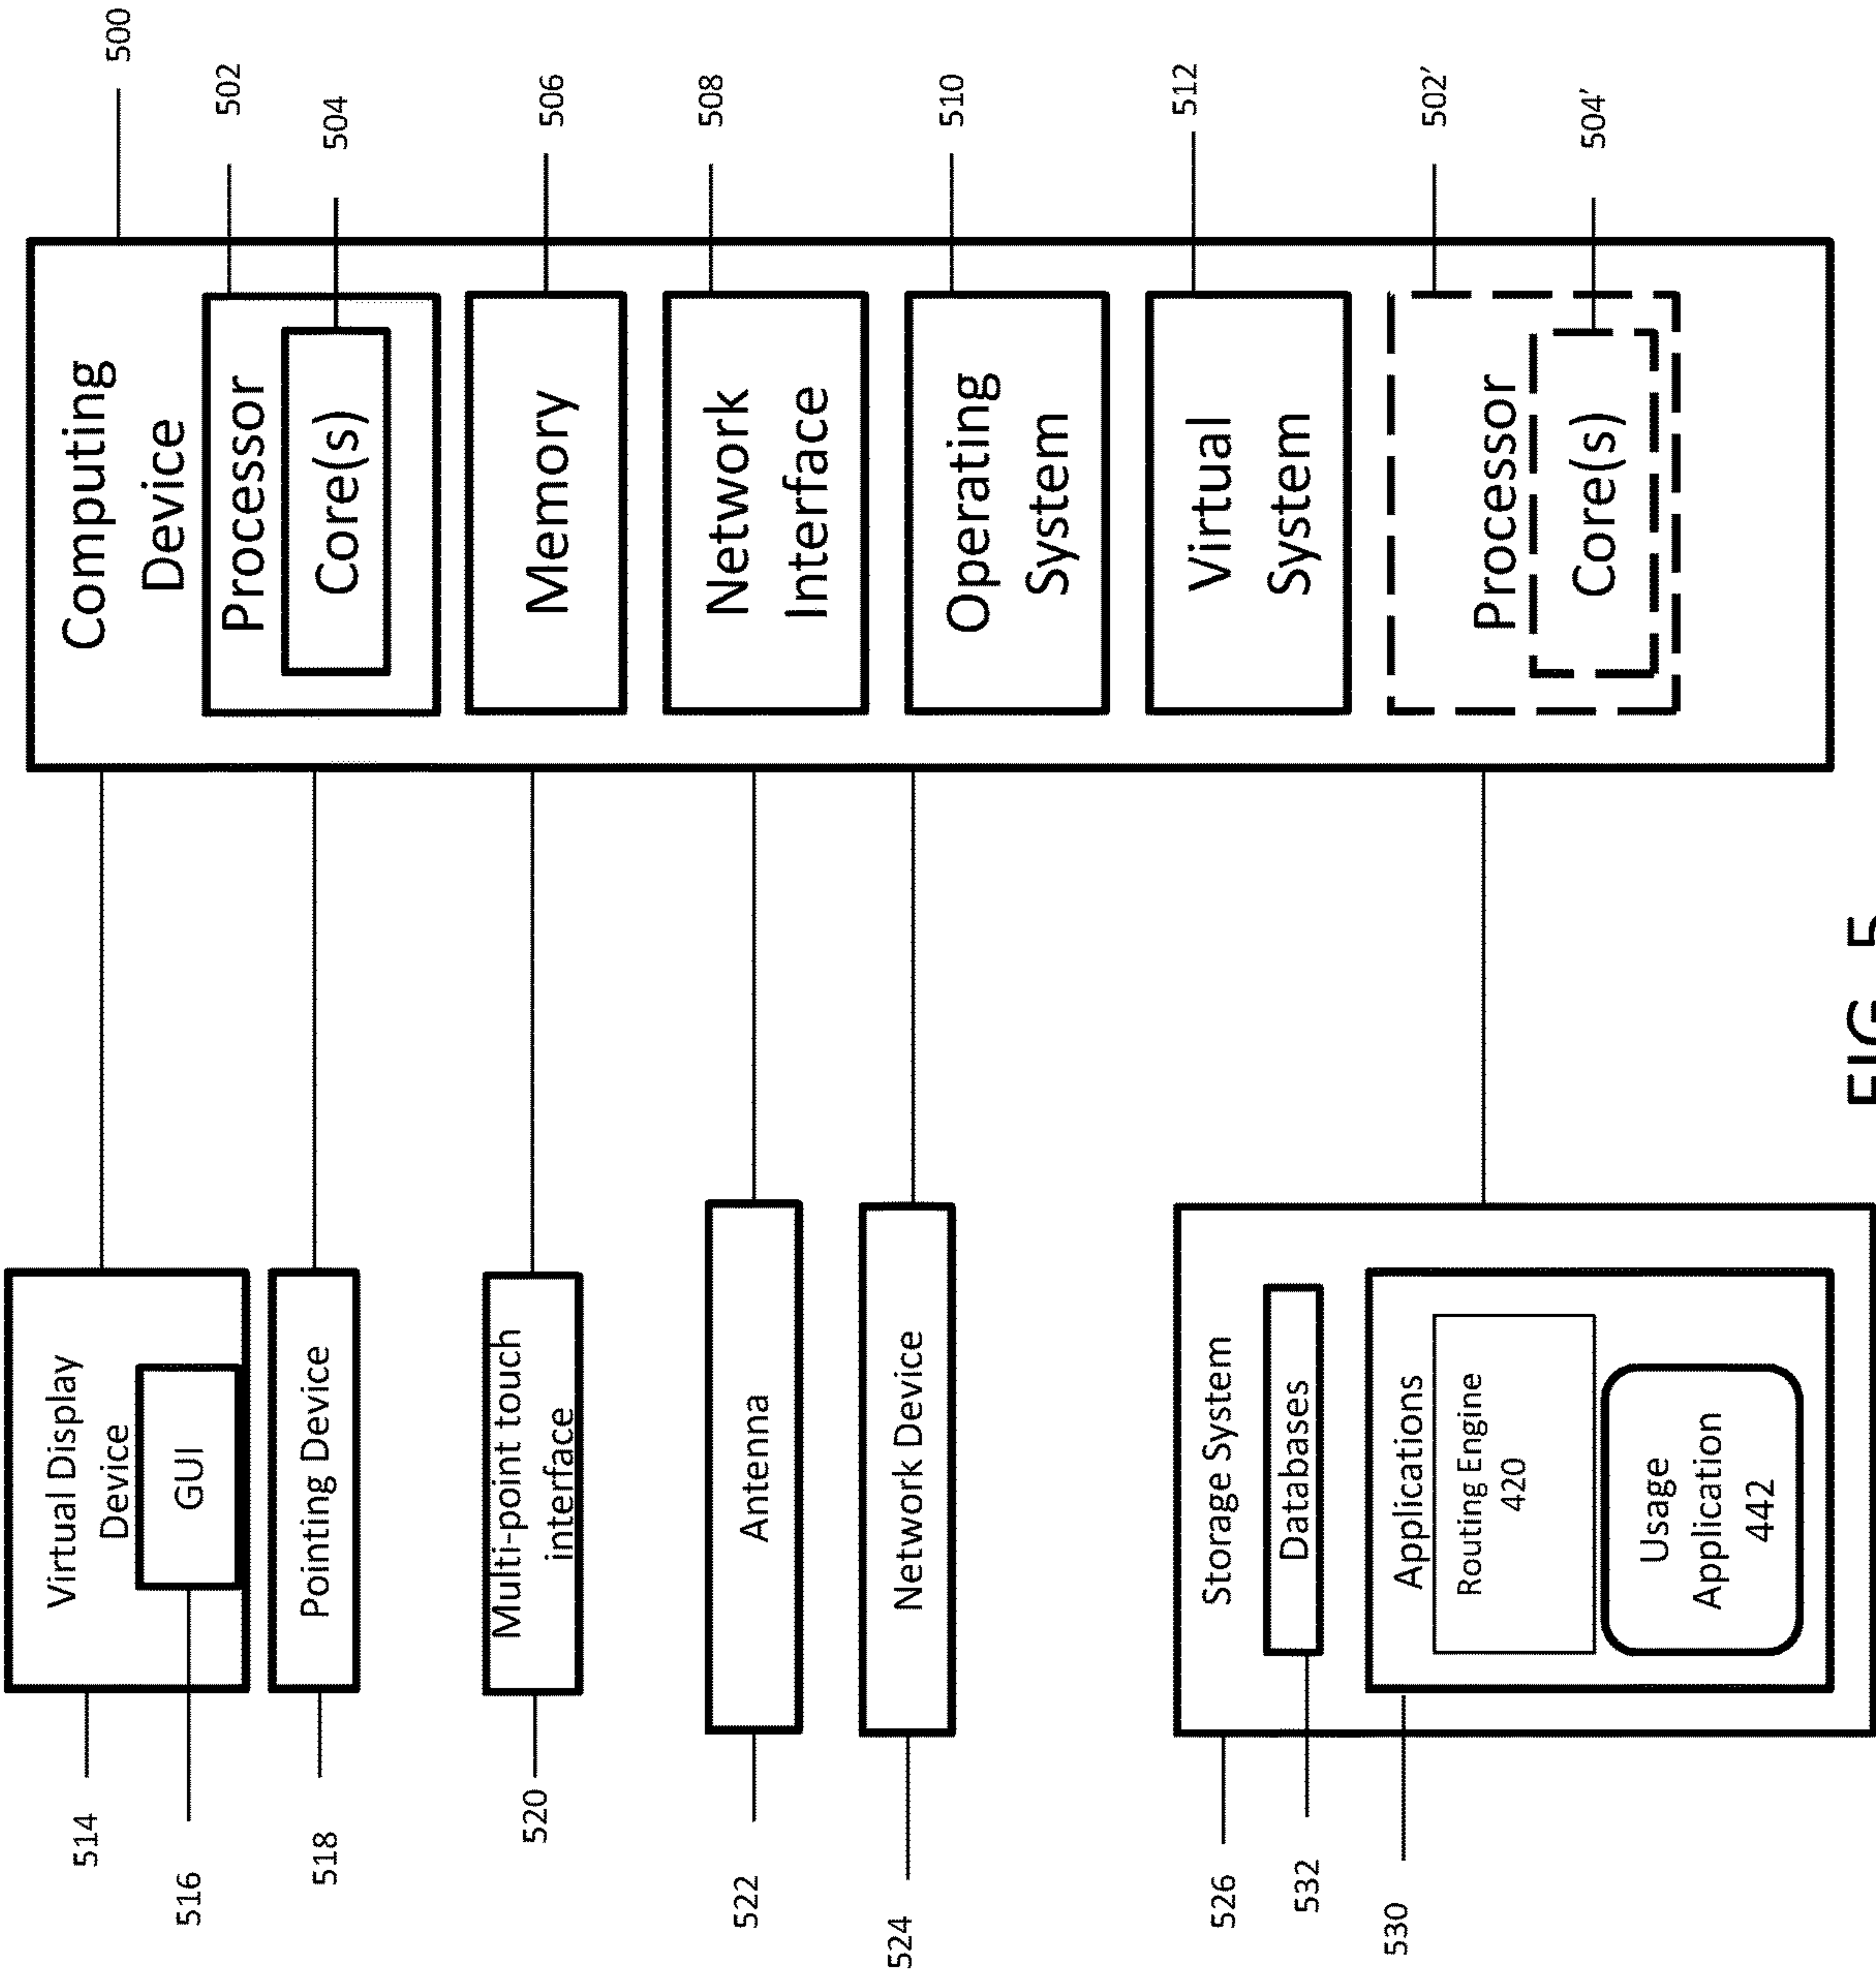 514
Virtual Display
Device
516
GUI
518
Pointing Device
520
Multi-point touch
interface
522
Antenna
524
Network Device
526
Storage System
532
Databases
530
Applications
Routing Engine
420
Usage
Application
442
Computing
Device
500
Processor
502
Core(s)
504
Memory
506
Network
Interface
508
Operating
System
510
Virtual
System
512
Processor
502’
Core(s)
504’
FIG. 5